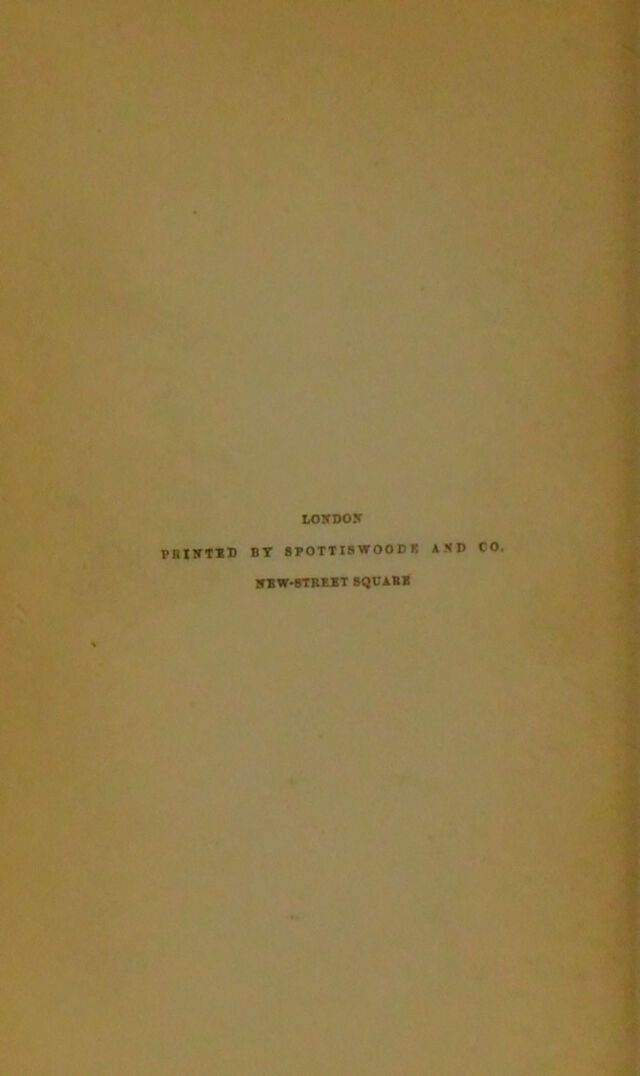 LONDON
PRINTED BY SPOTTISWOODE AND CO.
NEW-STREET SQUARE